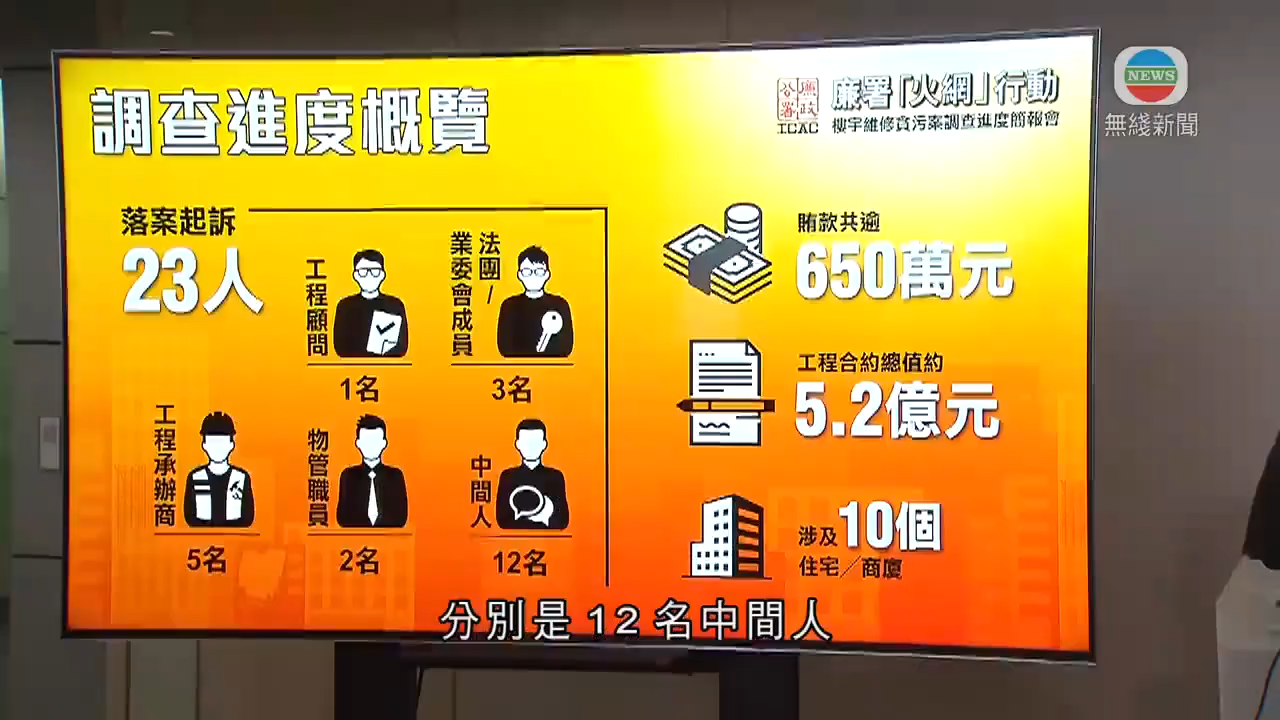 調查進度概覽
廉政公署
ICAC
廉署「火網」行動
樓宇維修貪污案調查進度簡報會
NEWS
無綫新聞
落案起訴
23人
工程顧問
1名
法團/
業委會成員
3名
工程承辦商
5名
物管職員
2名
中間人
12名
賄款共逾
650萬元
工程合約總值約
5.2億元
涉及10個
住宅／商廈
分別是12名中間人